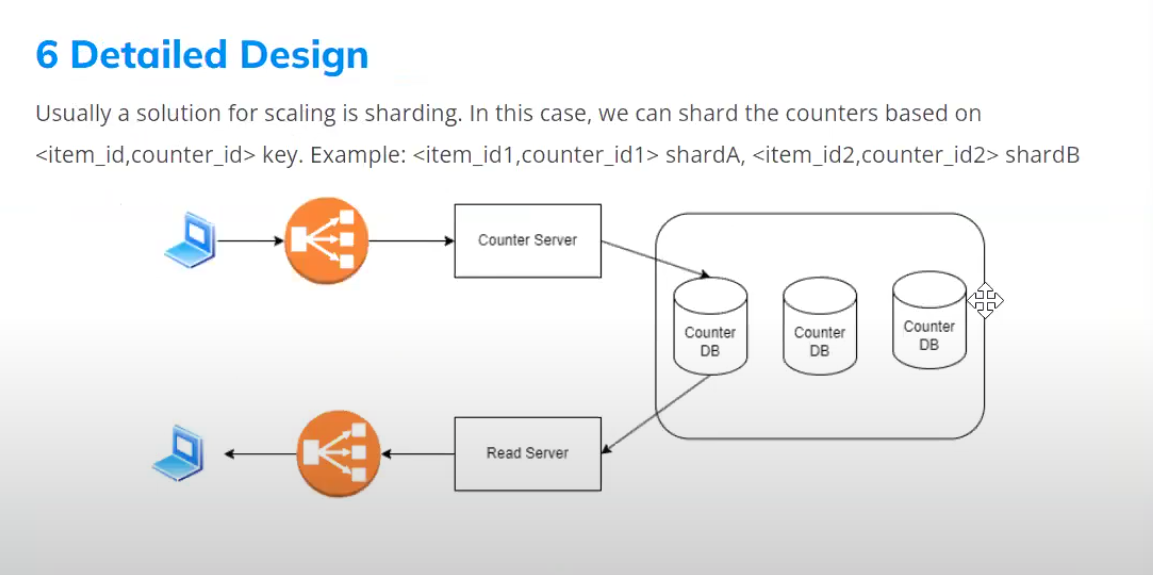 6 Detailed Design
Usually a solution for scaling is sharding. In this case, we can shard the counters based on
<item_id,counter_id> key. Example: <item_id1,counter_id1> shardA, <item_id2,counter_id2> shardB
Counter Server
Counter
DB
Counter
DB
Counter
DB
Read Server